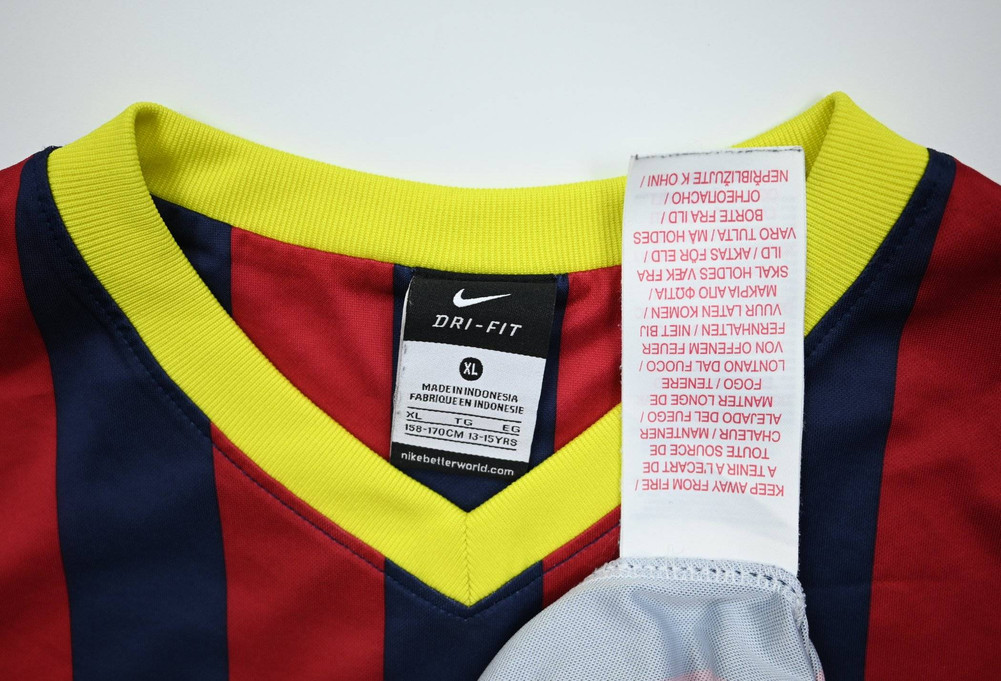 DRI-FIT
XL
MADE IN INDONESIA
FABRIQUE EN INDONESIE
XL TG EG
158-170CM 13-15YRS
nikebetterworld.com
KEEP AWAY FROM FIRE /
A TENIR A L'ECART DE
TOUTE SOURCE DE
CHALEUR / MANTENER
ALEJADO DEL FUEGO /
MANTER LONGE DE
FOGO / TENERE
LONTANO DAL FUOCO /
VON OFFENEM FEUER
FERNHALTEN / NIET BIJ
VUUR LATEN KOMEN /
ΜΑΚΡΙΑ ΑΠΟ ΦΩΤΙΑ /
SKAL HOLDES VÆK FRA
ILD / AKTAS FÖR ELD /
VARO TULTA / MÅ HOLDES
BORTE FRA ILD /
ОГНЕОПАСНО /
NEPŘIBLIŽUJTE K OHNI /